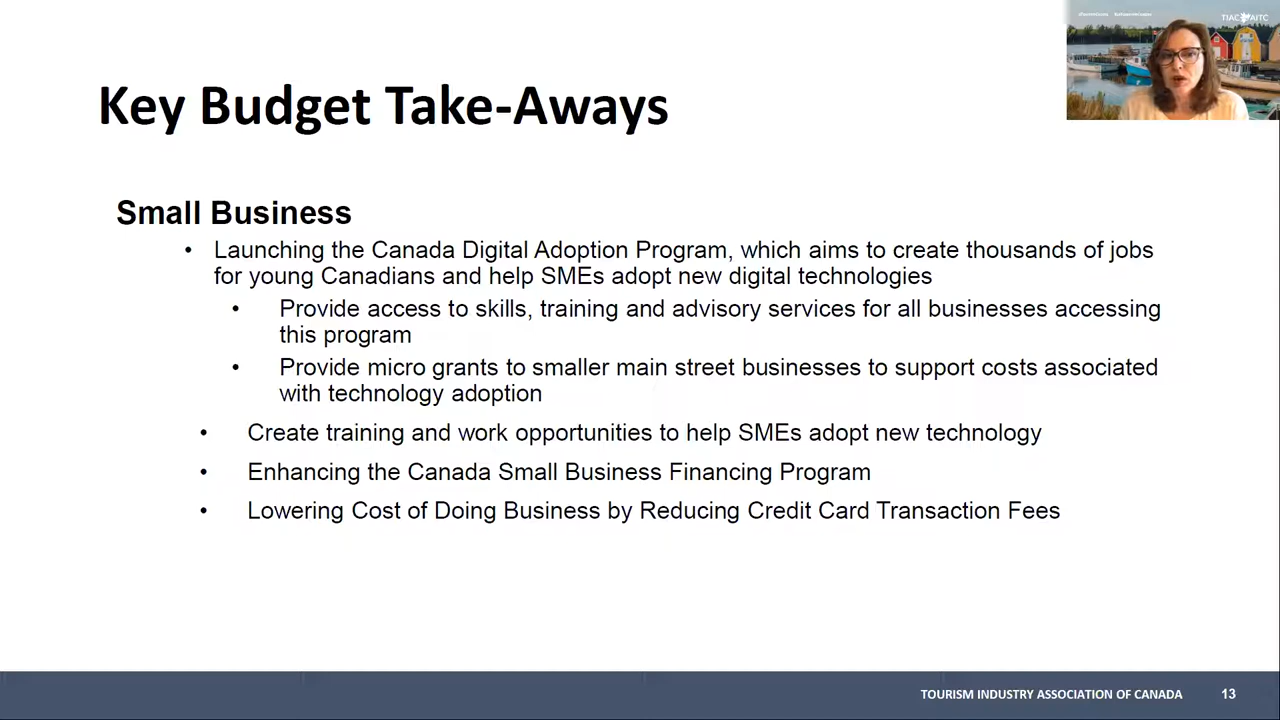 TIAC AITC
Key Budget Take-Aways
Small Business
• Launching the Canada Digital Adoption Program, which aims to create thousands of jobs
for young Canadians and help SMEs adopt new digital technologies
• Provide access to skills, training and advisory services for all businesses accessing
this program
• Provide micro grants to smaller main street businesses to support costs associated
with technology adoption
• Create training and work opportunities to help SMEs adopt new technology
• Enhancing the Canada Small Business Financing Program
• Lowering Cost of Doing Business by Reducing Credit Card Transaction Fees
TOURISM INDUSTRY ASSOCIATION OF CANADA 13